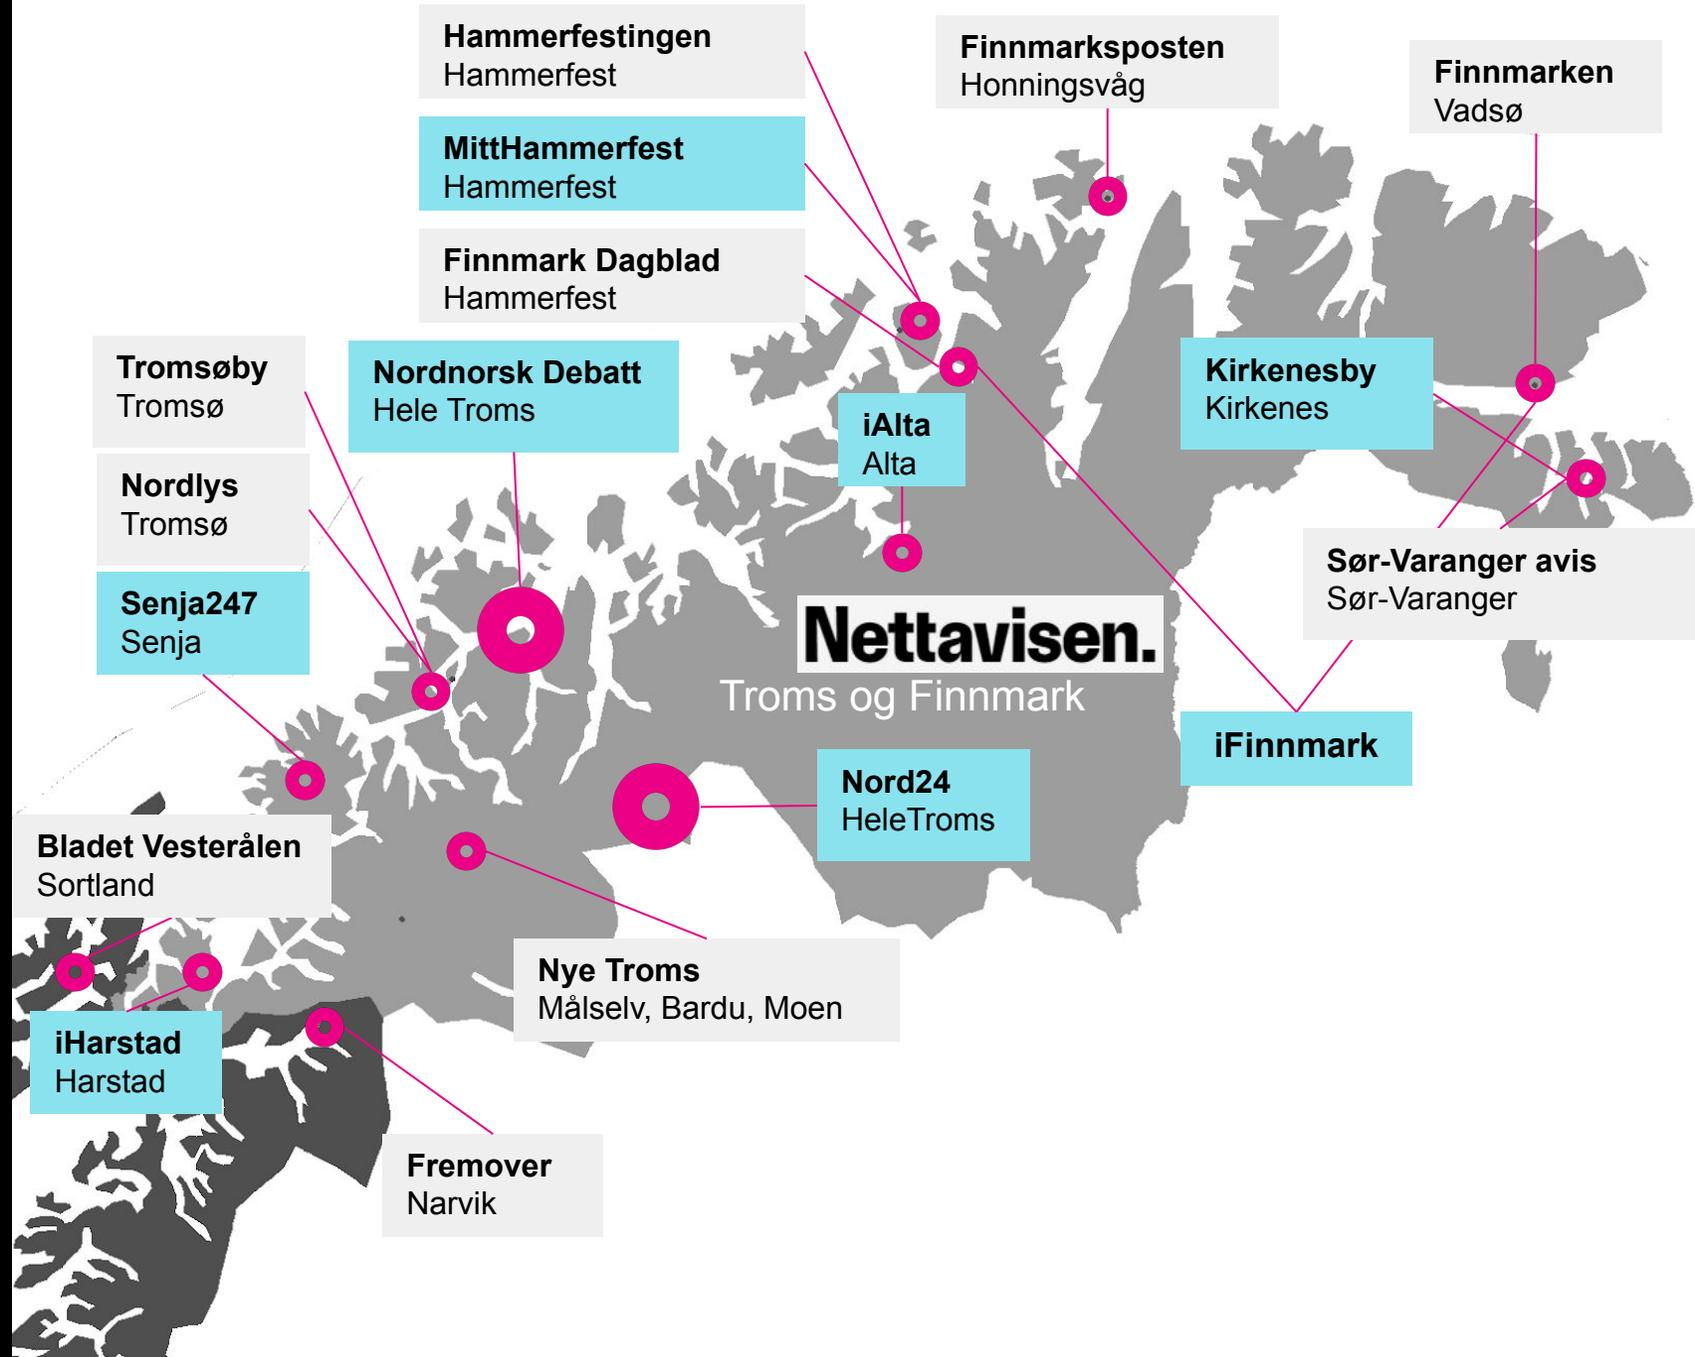 Hammerfestingen
Hammerfest
Finnmarksposten
Honningsvåg
Finnmarken
Vadsø
MittHammerfest
Hammerfest
Finnmark Dagblad
Hammerfest
Tromsøby
Tromsø
Nordnorsk Debatt
Hele Troms
Kirkenesby
Kirkenes
iAlta
Alta
Nordlys
Tromsø
Sør-Varanger avis
Sør-Varanger
Senja247
Senja
Nettavisen.
Troms og Finnmark
iFinnmark
Nord24
HeleTroms
Bladet Vesterålen
Sortland
Nye Troms
Målselv, Bardu, Moen
iHarstad
Harstad
Fremover
Narvik